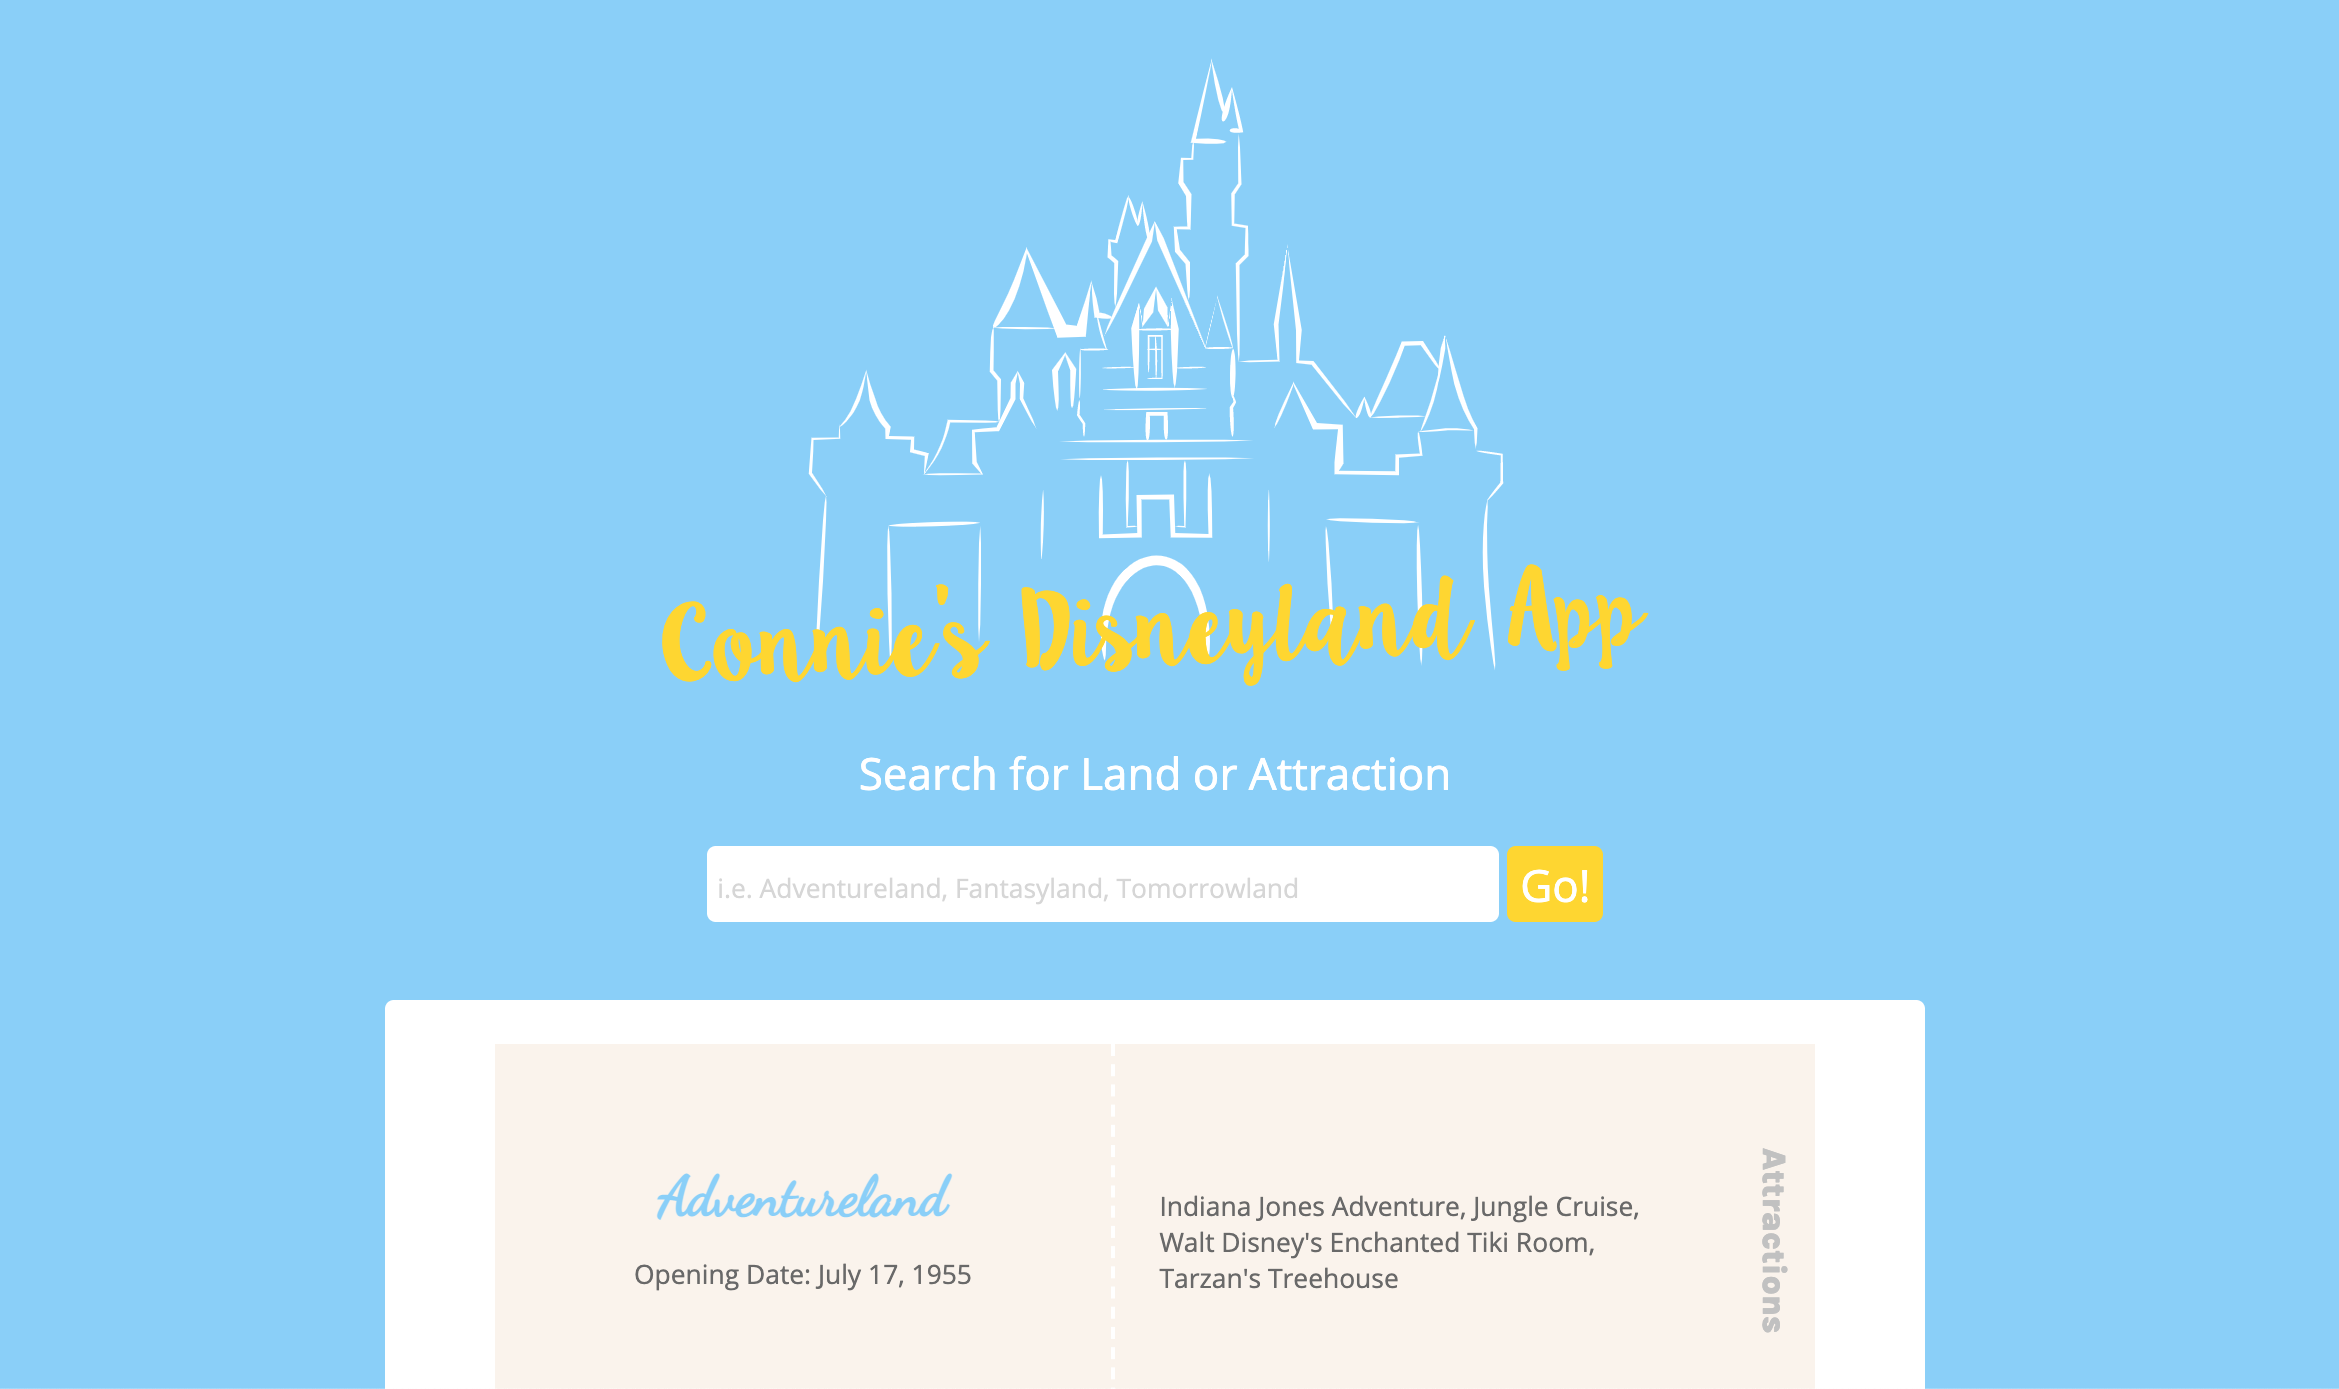 Connie's Disneyland App
Search for Land or Attraction
i.e. Adventureland, Fantasyland, Tomorrowland
Go!
Adventureland
Opening Date: July 17, 1955
Indiana Jones Adventure, Jungle Cruise,
Walt Disney's Enchanted Tiki Room,
Tarzan's Treehouse
Attractions